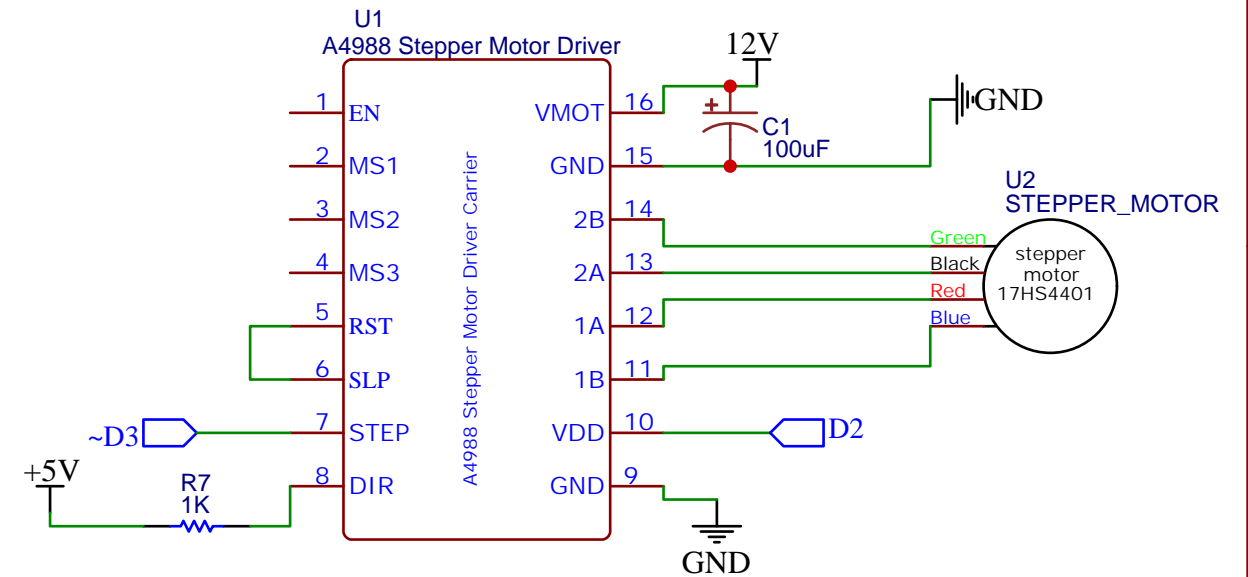 U1
A4988 Stepper Motor Driver
1 EN
2 MS1
3 MS2
4 MS3
5 RST
6 SLP
7 STEP
8 DIR
A4988 Stepper Motor Driver Carrier
VMOT 16
GND 15
2B 14
2A 13
1A 12
1B 11
VDD 10
GND 9
~D3
+5V
R7
1K
12V
+
C1
100uF
GND
U2
STEPPER_MOTOR
Green
Black
Red
Blue
stepper
motor
17HS4401
D2
GND